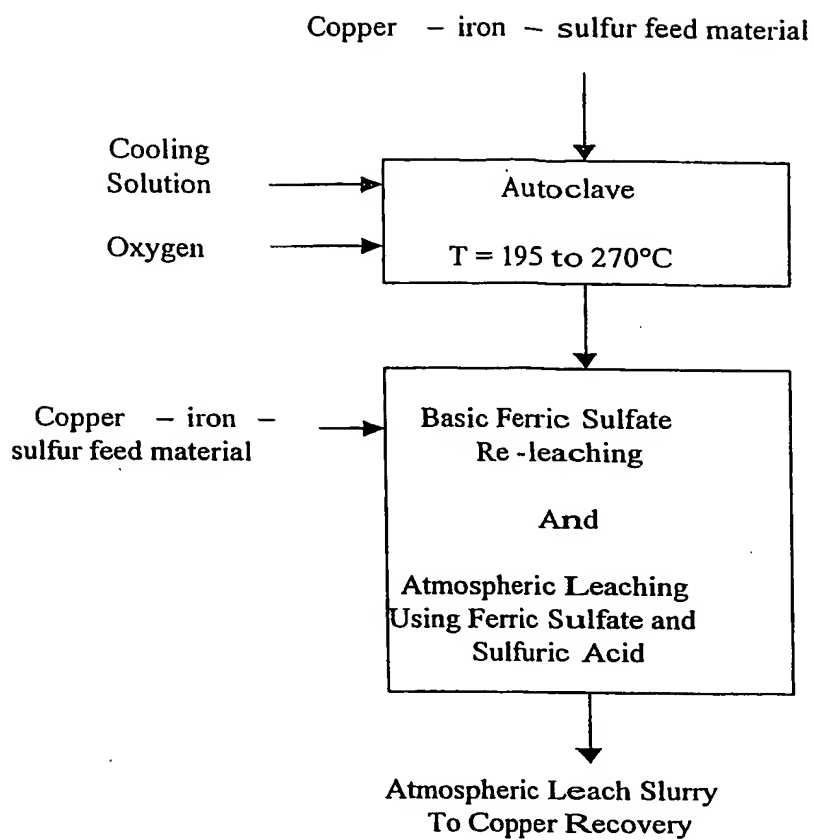 Copper – iron – sulfur feed material
Cooling
Solution
Oxygen
Autoclave
T = 195 to 270°C
Copper – iron –
sulfur feed material
Basic Ferric Sulfate
Re -leaching
And
Atmospheric Leaching
Using Ferric Sulfate and
Sulfuric Acid
Atmospheric Leach Slurry
To Copper Recovery